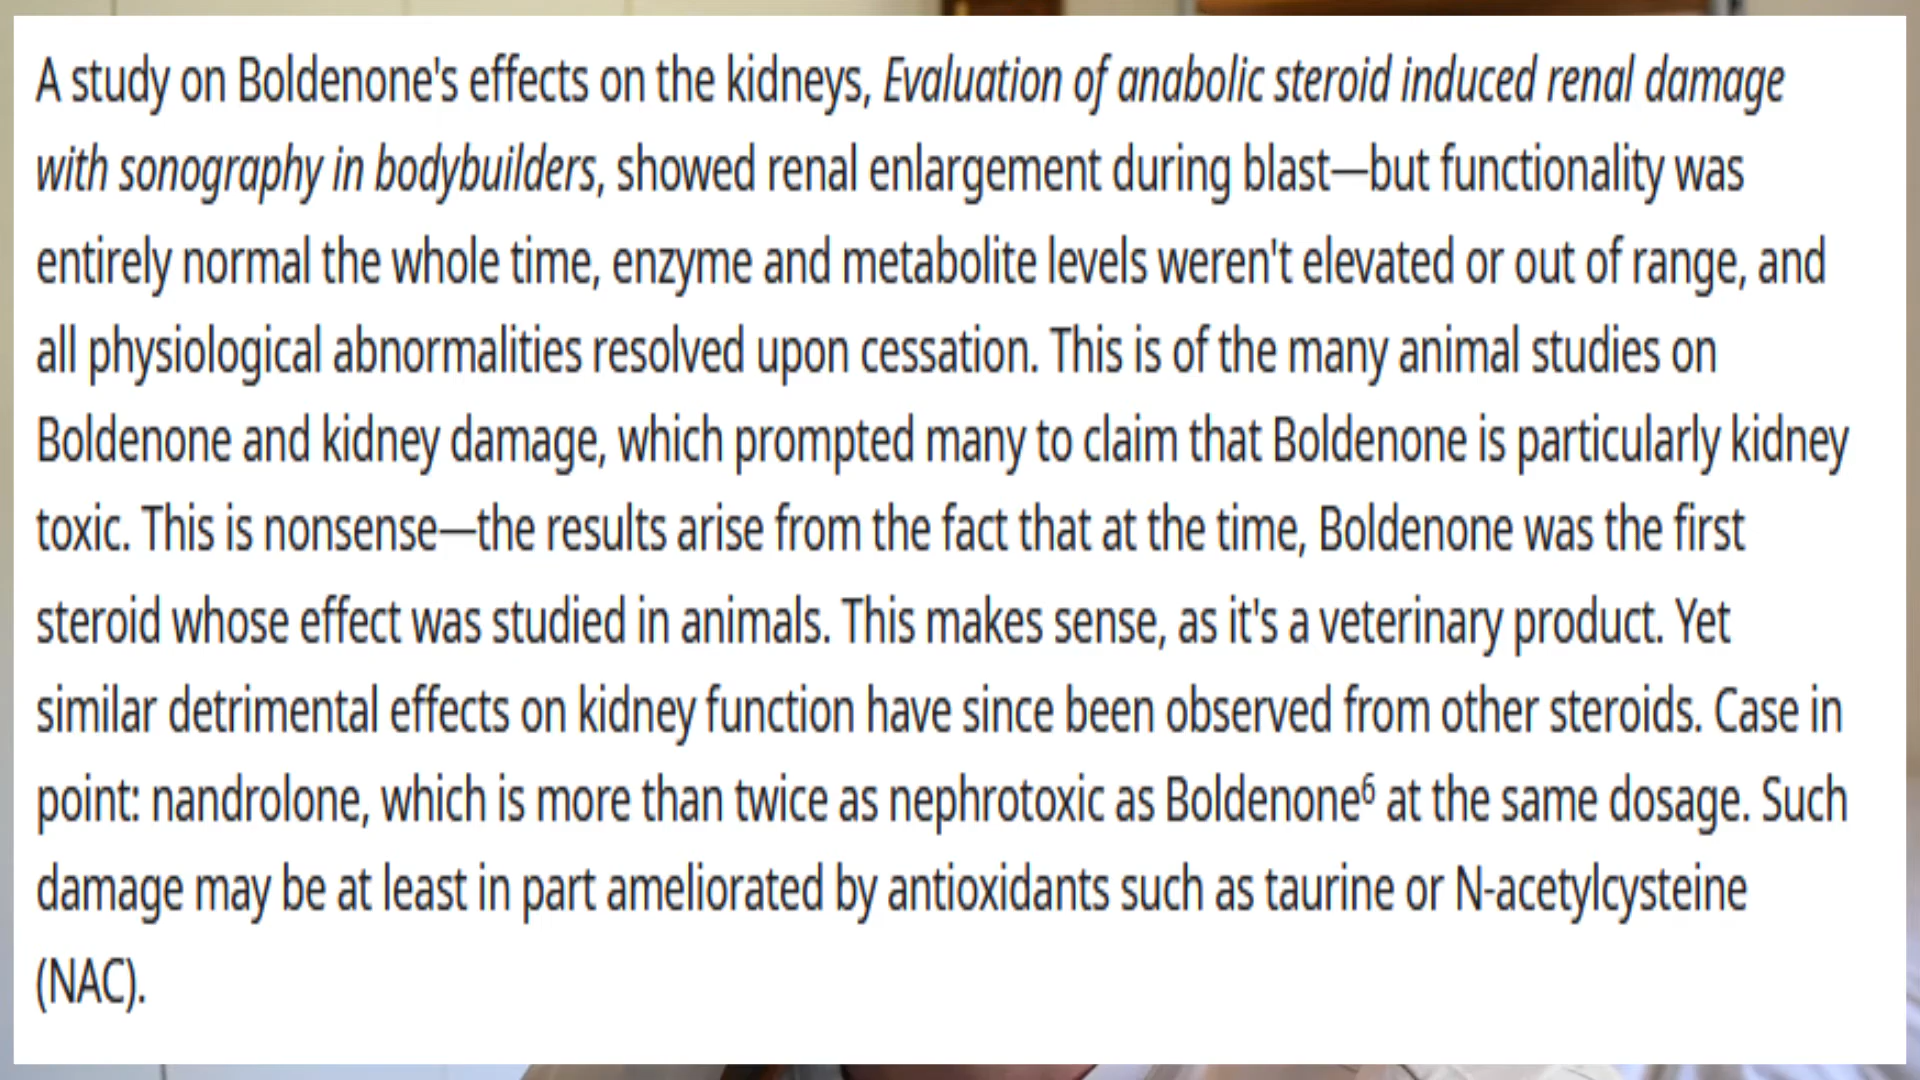 A study on Boldenone's effects on the kidneys, Evaluation of anabolic steroid induced renal damage
with sonography in bodybuilders, showed renal enlargement during blast—but functionality was
entirely normal the whole time, enzyme and metabolite levels weren't elevated or out of range, and
all physiological abnormalities resolved upon cessation. This is of the many animal studies on
Boldenone and kidney damage, which prompted many to claim that Boldenone is particularly kidney
toxic. This is nonsense—the results arise from the fact that at the time, Boldenone was the first
steroid whose effect was studied in animals. This makes sense, as it's a veterinary product. Yet
similar detrimental effects on kidney function have since been observed from other steroids. Case in
point: nandrolone, which is more than twice as nephrotoxic as Boldenone⁶ at the same dosage. Such
damage may be at least in part ameliorated by antioxidants such as taurine or N-acetylcysteine
(NAC).